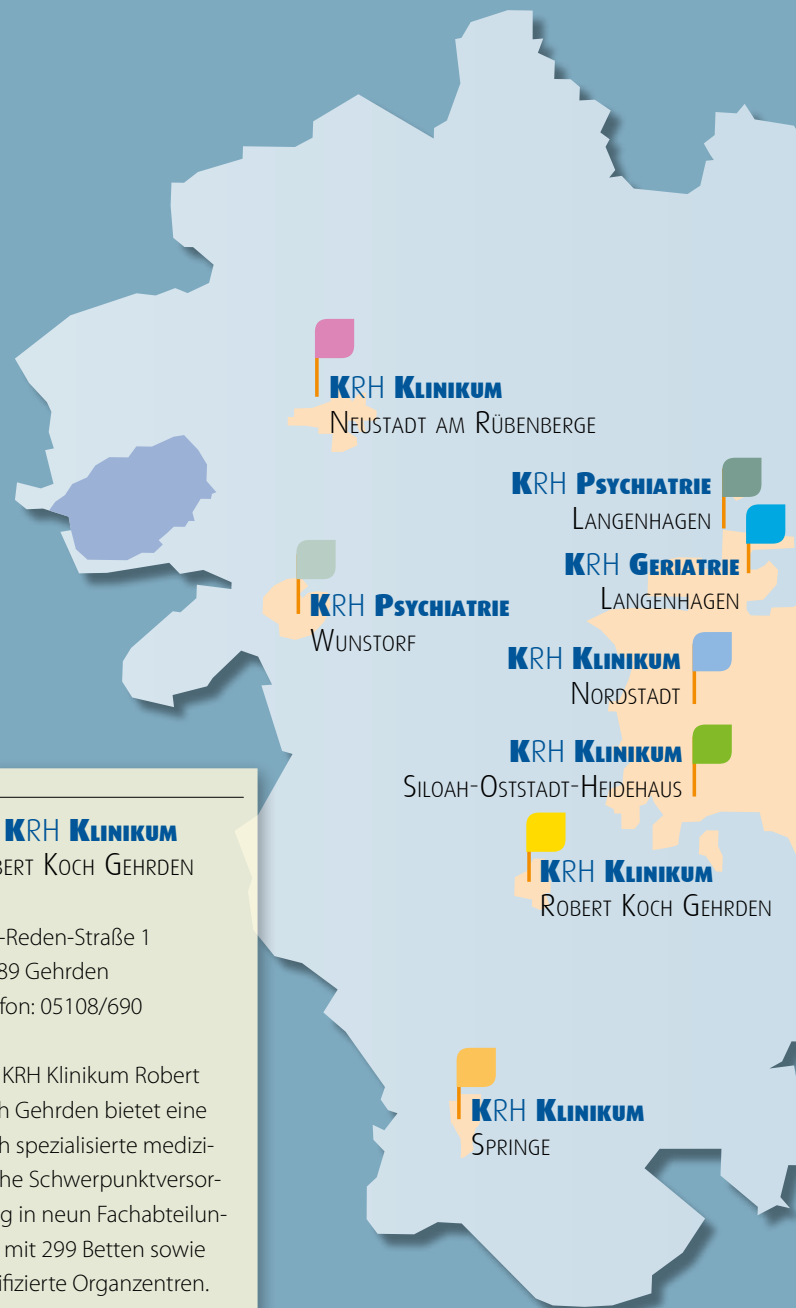 KRH KLINIKUM
NEUSTADT AM RÜBENBERGE
KRH PSYCHIATRIE
LANGENHAGEN
KRH GERIATRIE
LANGENHAGEN
KRH PSYCHIATRIE
WUNSTORF
KRH KLINIKUM
NORDSTADT
KRH KLINIKUM
SILOAH-OSTSTADT-HEIDEHAUS
KRH KLINIKUM
ROBERT KOCH GEHRDEN
KRH KLINIKUM
SPRINGE
KRH KLINIKUM
BERT KOCH GEHRDEN
-Reden-Straße 1
89 Gehrden
fon: 05108/690
KRH Klinikum Robert
h Gehrden bietet eine
h spezialisierte medizi-
he Schwerpunktversor-
g in neun Fachabteilun-
mit 299 Betten sowie
ifizierte Organzentren.